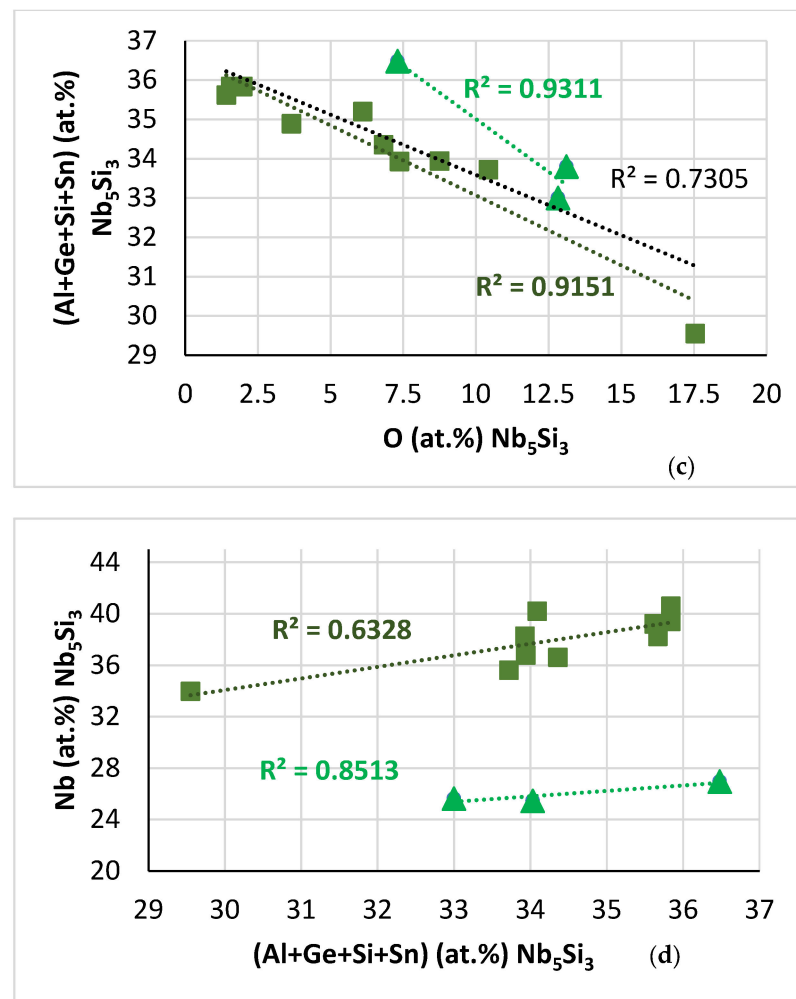 37
36
35
34
33
32
31
30
29
(Al+Ge+Si+Sn) (at.%)
Nb₅Si₃
R² = 0.9311
R² = 0.7305
R² = 0.9151
0 2.5 5 7.5 10 12.5 15 17.5 20
O (at.%) Nb₅Si₃
(c)
44
40
36
32
28
24
20
Nb (at.%) Nb₅Si₃
R² = 0.6328
R² = 0.8513
29 30 31 32 33 34 35 36 37
(Al+Ge+Si+Sn) (at.%) Nb₅Si₃ (d)